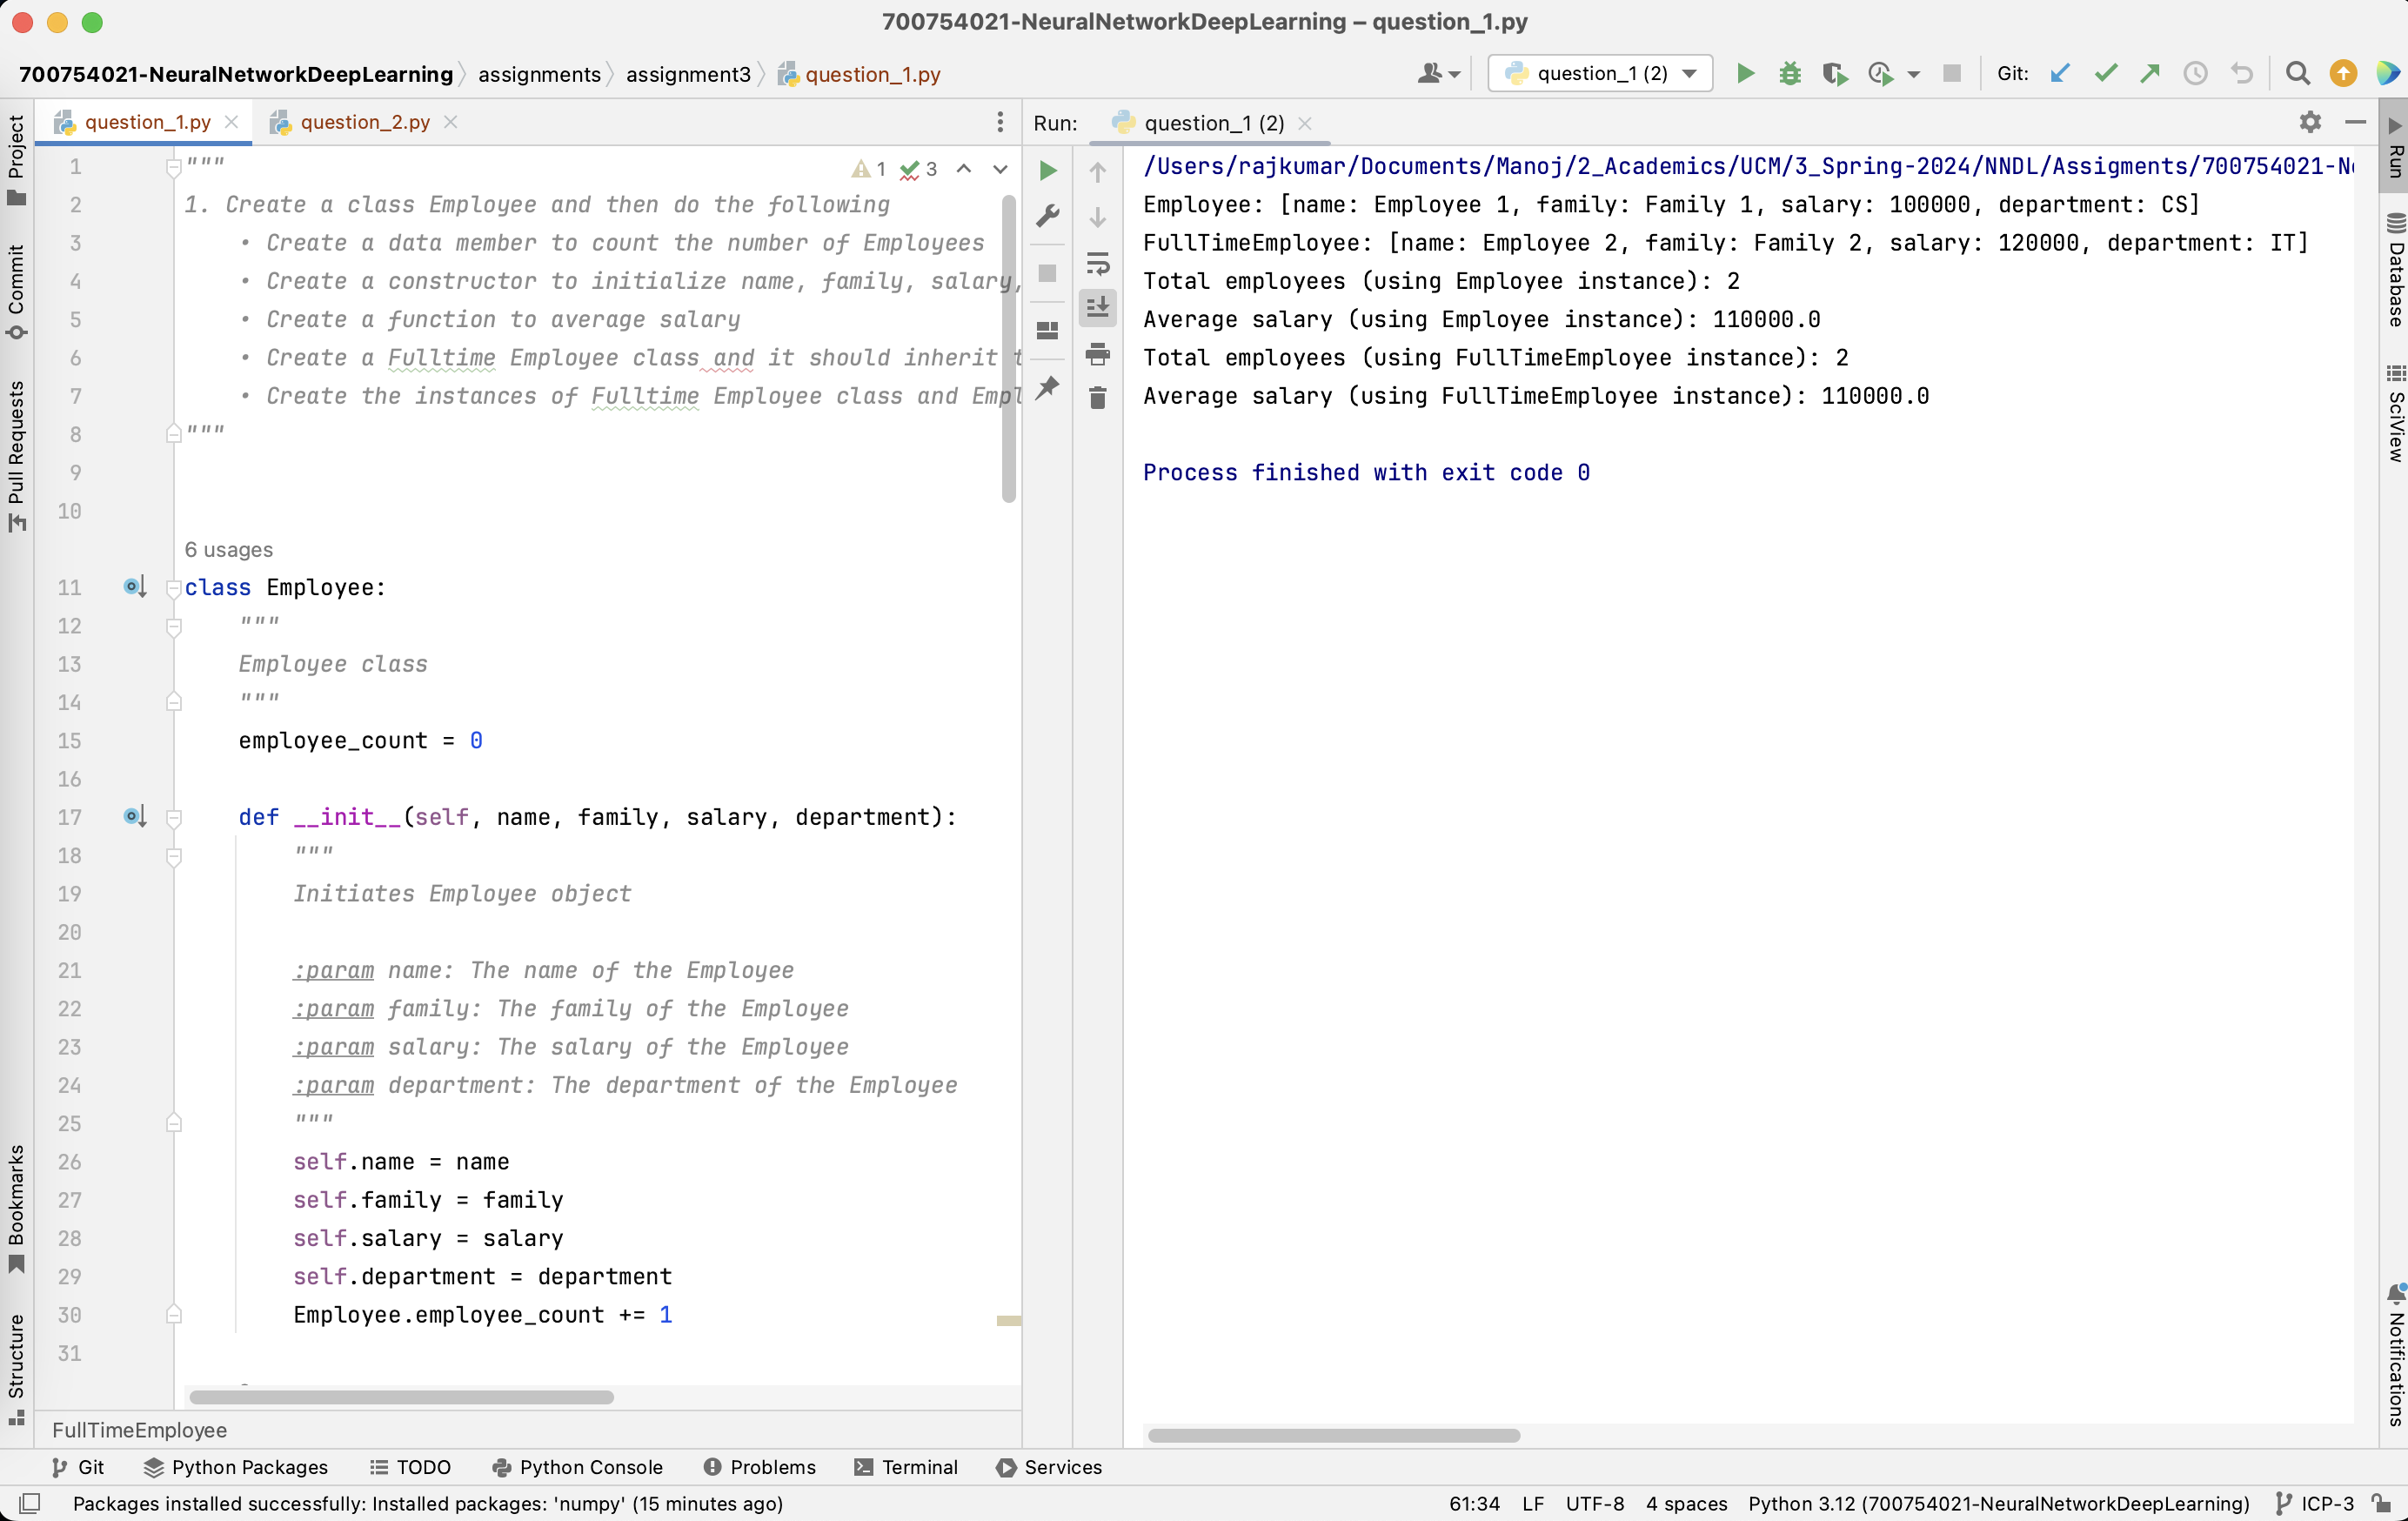 700754021-NeuralNetworkDeepLearning – question_1.py
700754021-NeuralNetworkDeepLearning assignments assignment3 question_1.py question_1 (2) Git:
question_1.py question_2.py Run: question_1 (2)
Project
Commit
Pull Requests
Bookmarks
Structure
1 """ 1 3
2 1. Create a class Employee and then do the following
3 • Create a data member to count the number of Employees
4 • Create a constructor to initialize name, family, salary,
5 • Create a function to average salary
6 • Create a Fulltime Employee class and it should inherit
7 • Create the instances of Fulltime Employee class and
8 """
9
10
6 usages
11 class Employee:
12 """
13 Employee class
14 """
15 employee_count = 0
16
17 def __init__(self, name, family, salary, department):
18 """
19 Initiates Employee object
20
21 :param name: The name of the Employee
22 :param family: The family of the Employee
23 :param salary: The salary of the Employee
24 :param department: The department of the Employee
25 """
26 self.name = name
27 self.family = family
28 self.salary = salary
29 self.department = department
30 Employee.employee_count += 1
31
FullTimeEmployee
/Users/rajkumar/Documents/Manoj/2_Academics/UCM/3_Spring-2024/NNDL/Assigments/700754021-N
Employee: [name: Employee 1, family: Family 1, salary: 100000, department: CS]
FullTimeEmployee: [name: Employee 2, family: Family 2, salary: 120000, department: IT]
Total employees (using Employee instance): 2
Average salary (using Employee instance): 110000.0
Total employees (using FullTimeEmployee instance): 2
Average salary (using FullTimeEmployee instance): 110000.0
Process finished with exit code 0
Run
Database
SciView
Notifications
Git Python Packages TODO Python Console Problems Terminal Services
Packages installed successfully: Installed packages: 'numpy' (15 minutes ago) 61:34 LF UTF-8 4 spaces Python 3.12 (700754021-NeuralNetworkDeepLearning) ICP-3